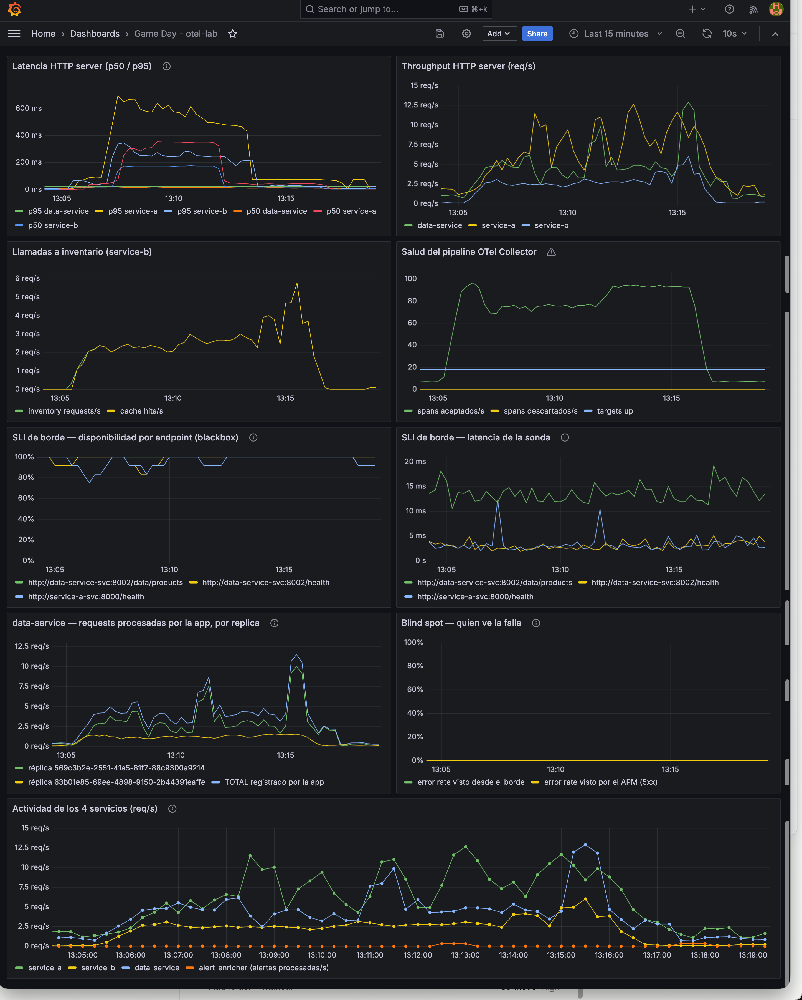 Search or jump to... ⌘+k
Home › Dashboards › Game Day - otel-lab Add Share Last 15 minutes 10s
Latencia HTTP server (p50 / p95)
600 ms
400 ms
200 ms
0 ms
13:05 13:10 13:15
p95 data-service p95 service-a p95 service-b p50 data-service p50 service-a
p50 service-b
Throughput HTTP server (req/s)
15 req/s
12.5 req/s
10 req/s
7.5 req/s
5 req/s
2.5 req/s
0 req/s
13:05 13:10 13:15
data-service service-a service-b
Llamadas a inventario (service-b)
6 req/s
5 req/s
4 req/s
3 req/s
2 req/s
1 req/s
0 req/s
13:05 13:10 13:15
inventory requests/s cache hits/s
Salud del pipeline OTel Collector
100
80
60
40
20
0
13:05 13:10 13:15
spans aceptados/s spans descartados/s targets up
SLI de borde — disponibilidad por endpoint (blackbox)
100%
80%
60%
40%
20%
0%
13:05 13:10 13:15
http://data-service-svc:8002/data/products http://data-service-svc:8002/health
http://service-a-svc:8000/health
SLI de borde — latencia de la sonda
20 ms
15 ms
10 ms
5 ms
0 s
13:05 13:10 13:15
http://data-service-svc:8002/data/products http://data-service-svc:8002/health
http://service-a-svc:8000/health
data-service — requests procesadas por la app, por replica
12.5 req/s
10 req/s
7.5 req/s
5 req/s
2.5 req/s
0 req/s
13:05 13:10 13:15
réplica 569c3b2e-2551-41a5-81f7-88c9300a9214
réplica 63b01e85-69ee-4898-9150-2b44391eaffe TOTAL registrado por la app
Blind spot — quien ve la falla
100%
80%
60%
40%
20%
0%
13:05 13:10 13:15
error rate visto desde el borde error rate visto por el APM (5xx)
Actividad de los 4 servicios (req/s)
15 req/s
12.5 req/s
10 req/s
7.5 req/s
5 req/s
2.5 req/s
0 req/s
13:05:00 13:06:00 13:07:00 13:08:00 13:09:00 13:10:00 13:11:00 13:12:00 13:13:00 13:14:00 13:15:00 13:16:00 13:17:00 13:18:00 13:19:00
service-a service-b data-service alert-enricher (alertas procesadas/s)